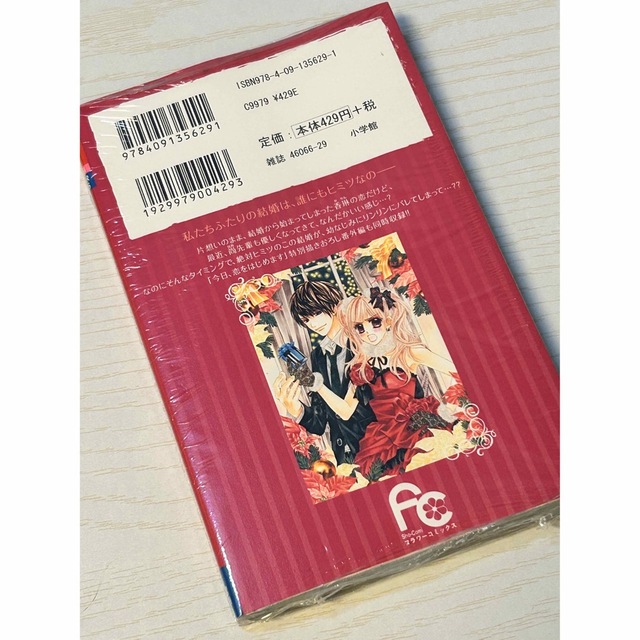 9784091356291
1929979004293
ISBN978-4-09-135629-1
C9979 ¥429E
定価：本体429円+税
雑誌 46066-29 小学館
私たちふたりの結婚は、誰にもヒミツなの――
片想いのまま、結婚から始まってしまった香琳の恋だけど、
最近、尚先輩も優しくなってきて、なんだかいい感じ…?
なのにそんなタイミングで、絶対ヒミツのこの結婚が、幼なじみにリンリンにバレてしまって…??
「今日、恋をはじめます」特別描きおろし番外編も同時収録!!
FC
Sho-Comi
フラワーコミックス